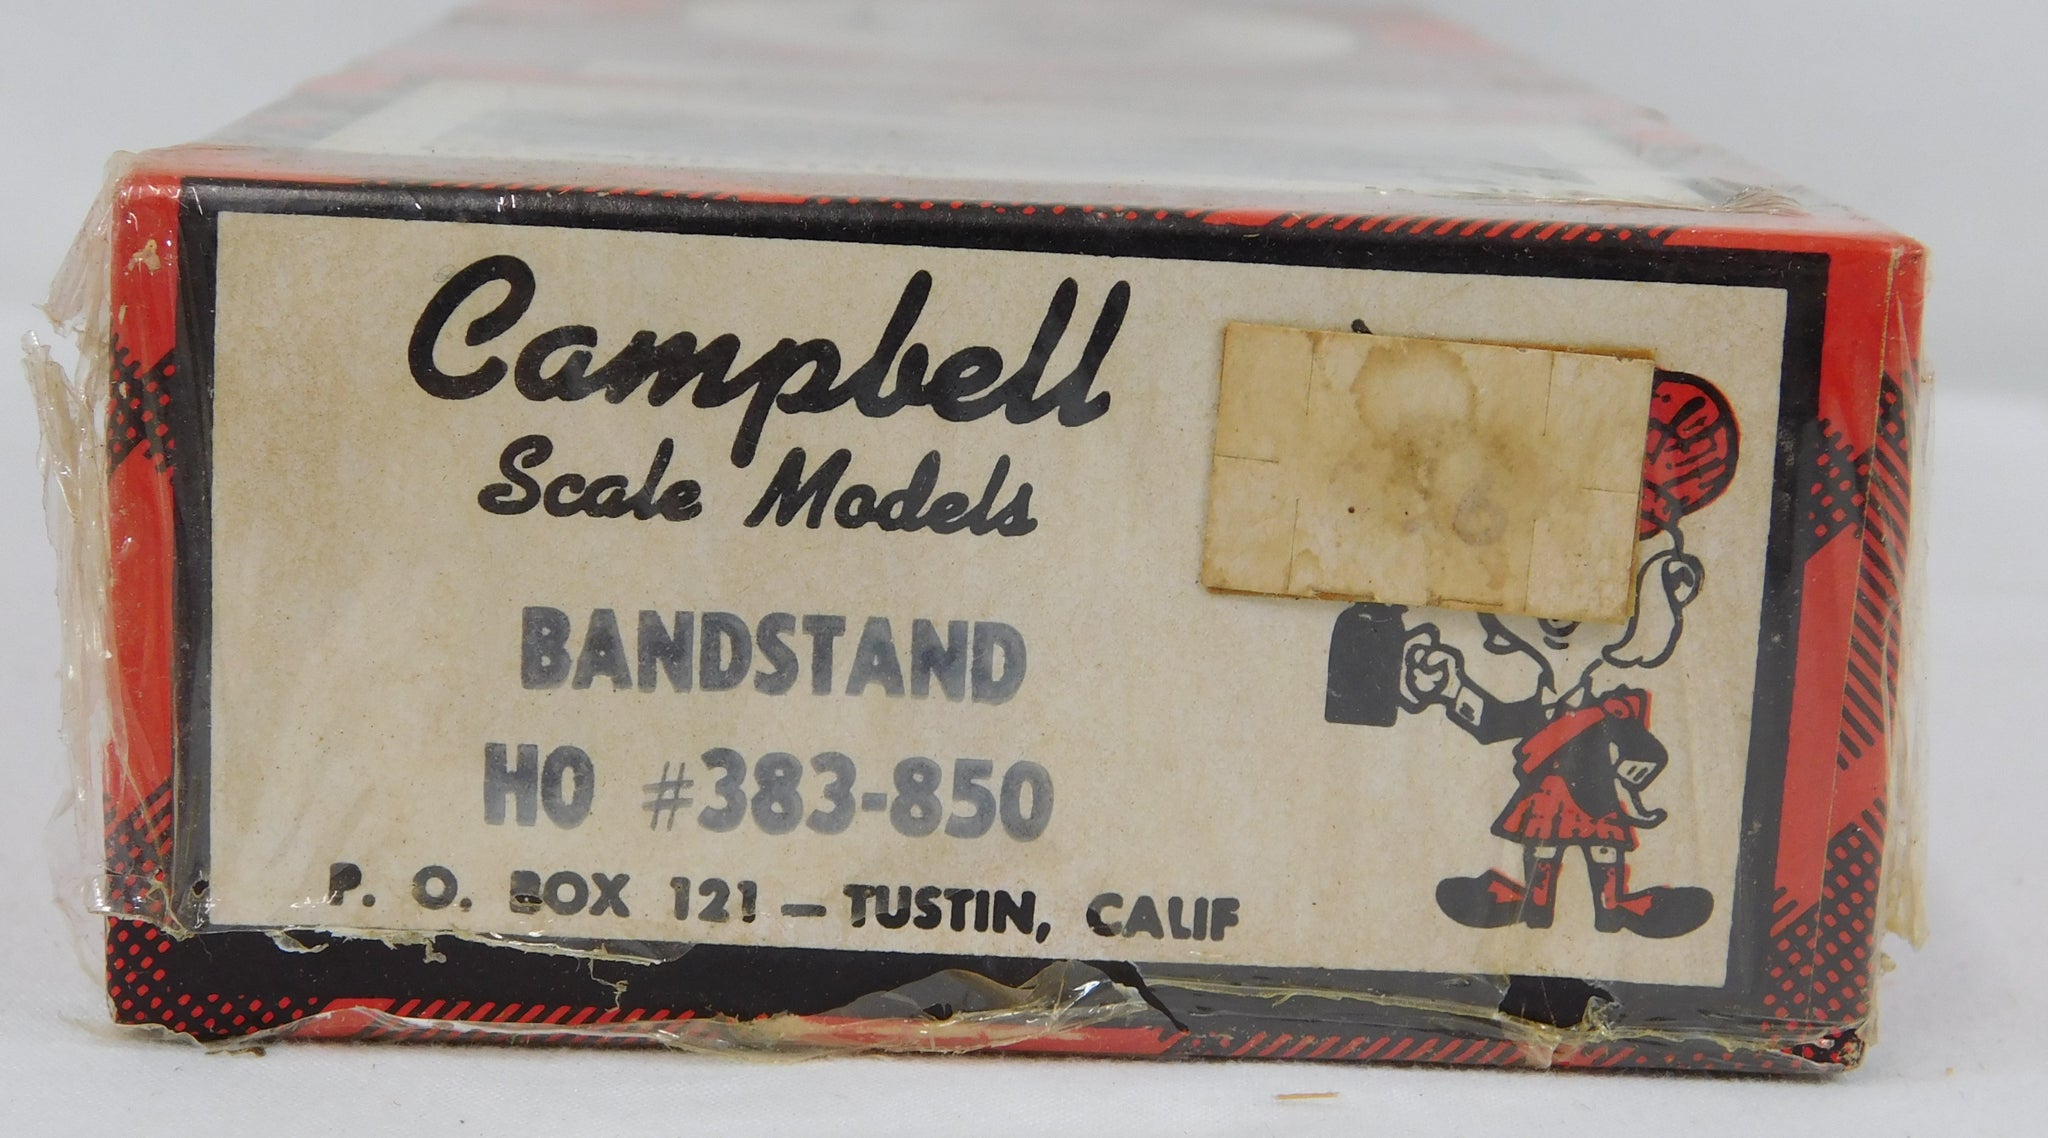 Campbell
Scale Models
BANDSTAND
HO #383-850
P. O. BOX 121 — TUSTIN, CALIF